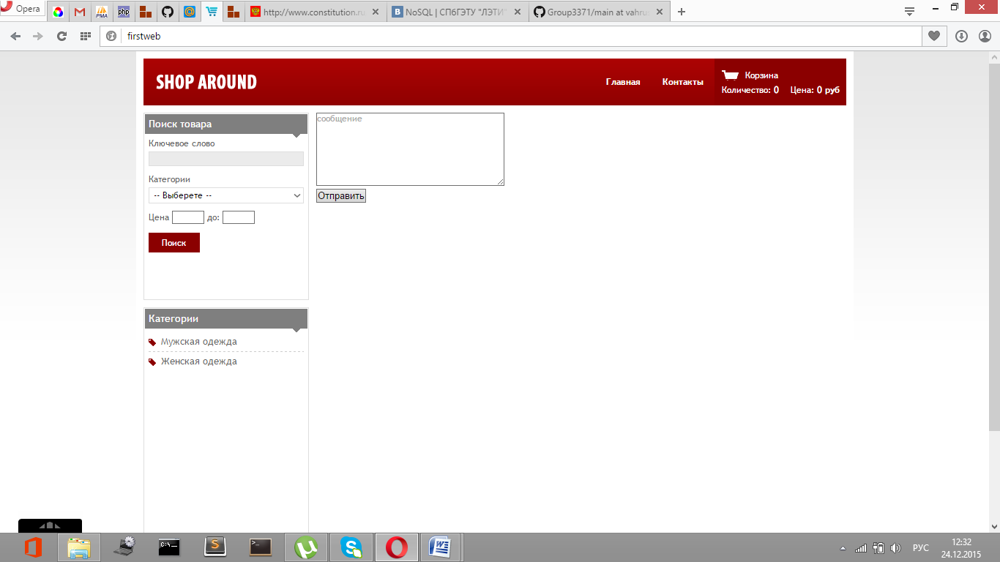 Opera
http://www.constitution.ru
NoSQL | СПбГЭТУ "ЛЭТИ"
Group3371/main at vahrus
firstweb
SHOP AROUND
Главная
Контакты
Корзина
Количество: 0 Цена: 0 руб
Поиск товара
Ключевое слово
Категории
-- Выберете --
Цена до:
Поиск
сообщение
Отправить
Категории
Мужская одежда
Женская одежда
РУС
12:32
24.12.2015